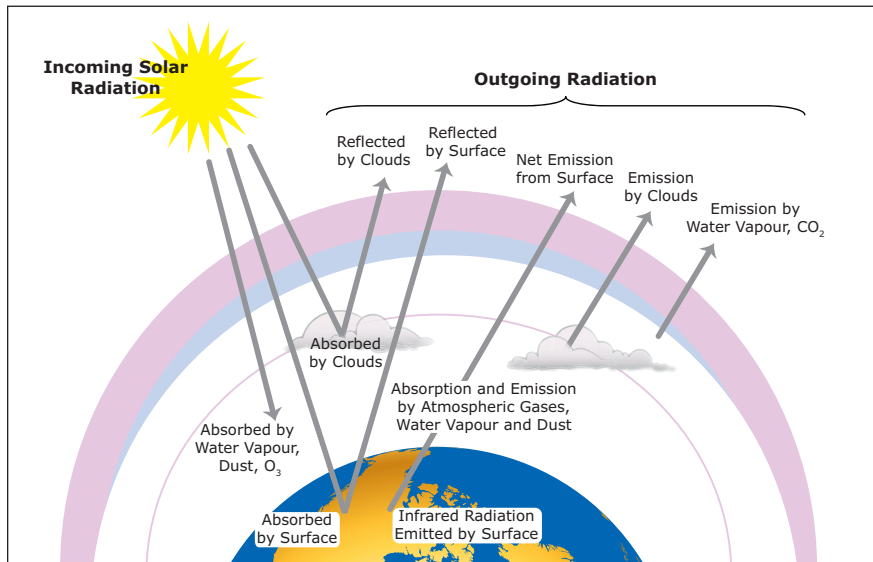 Incoming Solar
Radiation
Outgoing Radiation
Reflected
by Clouds
Reflected
by Surface
Net Emission
from Surface
Emission
by Clouds
Emission by
Water Vapour, CO₂
Absorbed
by Clouds
Absorption and Emission
by Atmospheric Gases,
Water Vapour and Dust
Absorbed by
Water Vapour,
Dust, O₃
Absorbed
by Surface
Infrared Radiation
Emitted by Surface